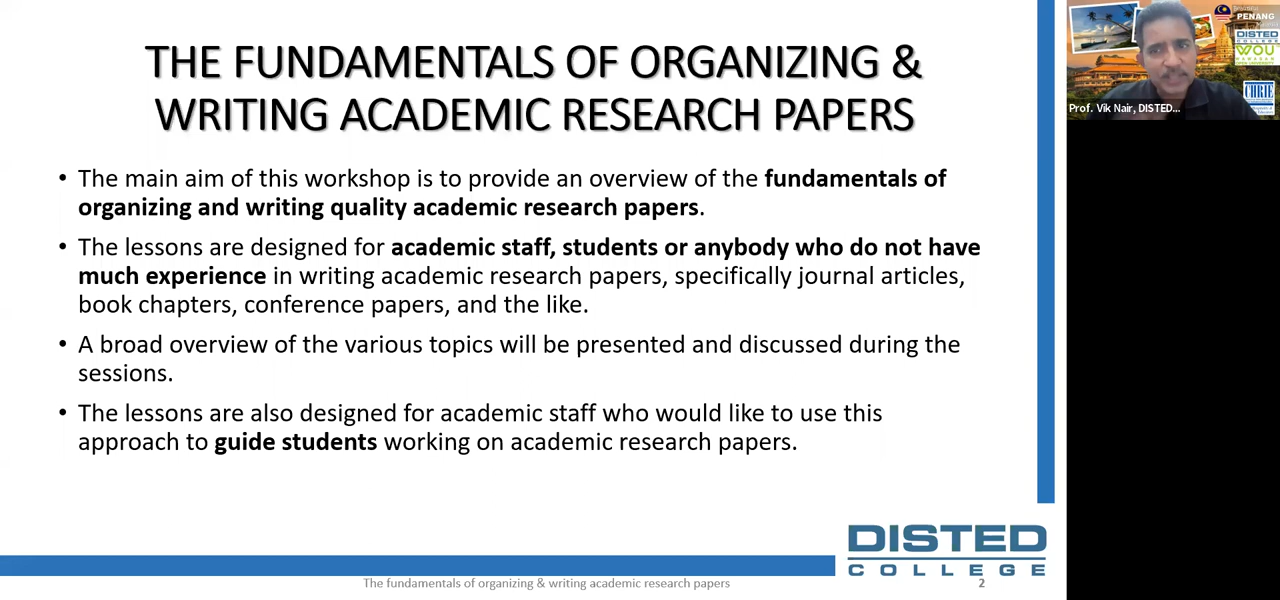 THE FUNDAMENTALS OF ORGANIZING &
WRITING ACADEMIC RESEARCH PAPERS
• The main aim of this workshop is to provide an overview of the fundamentals of
organizing and writing quality academic research papers.
• The lessons are designed for academic staff, students or anybody who do not have
much experience in writing academic research papers, specifically journal articles,
book chapters, conference papers, and the like.
• A broad overview of the various topics will be presented and discussed during the
sessions.
• The lessons are also designed for academic staff who would like to use this
approach to guide students working on academic research papers.
DISTED
COLLEGE
The fundamentals of organizing & writing academic research papers
2
PENANG
DISTED
COLLEGE
WOU
CHRIE
Prof. Vik Nair, DISTED...